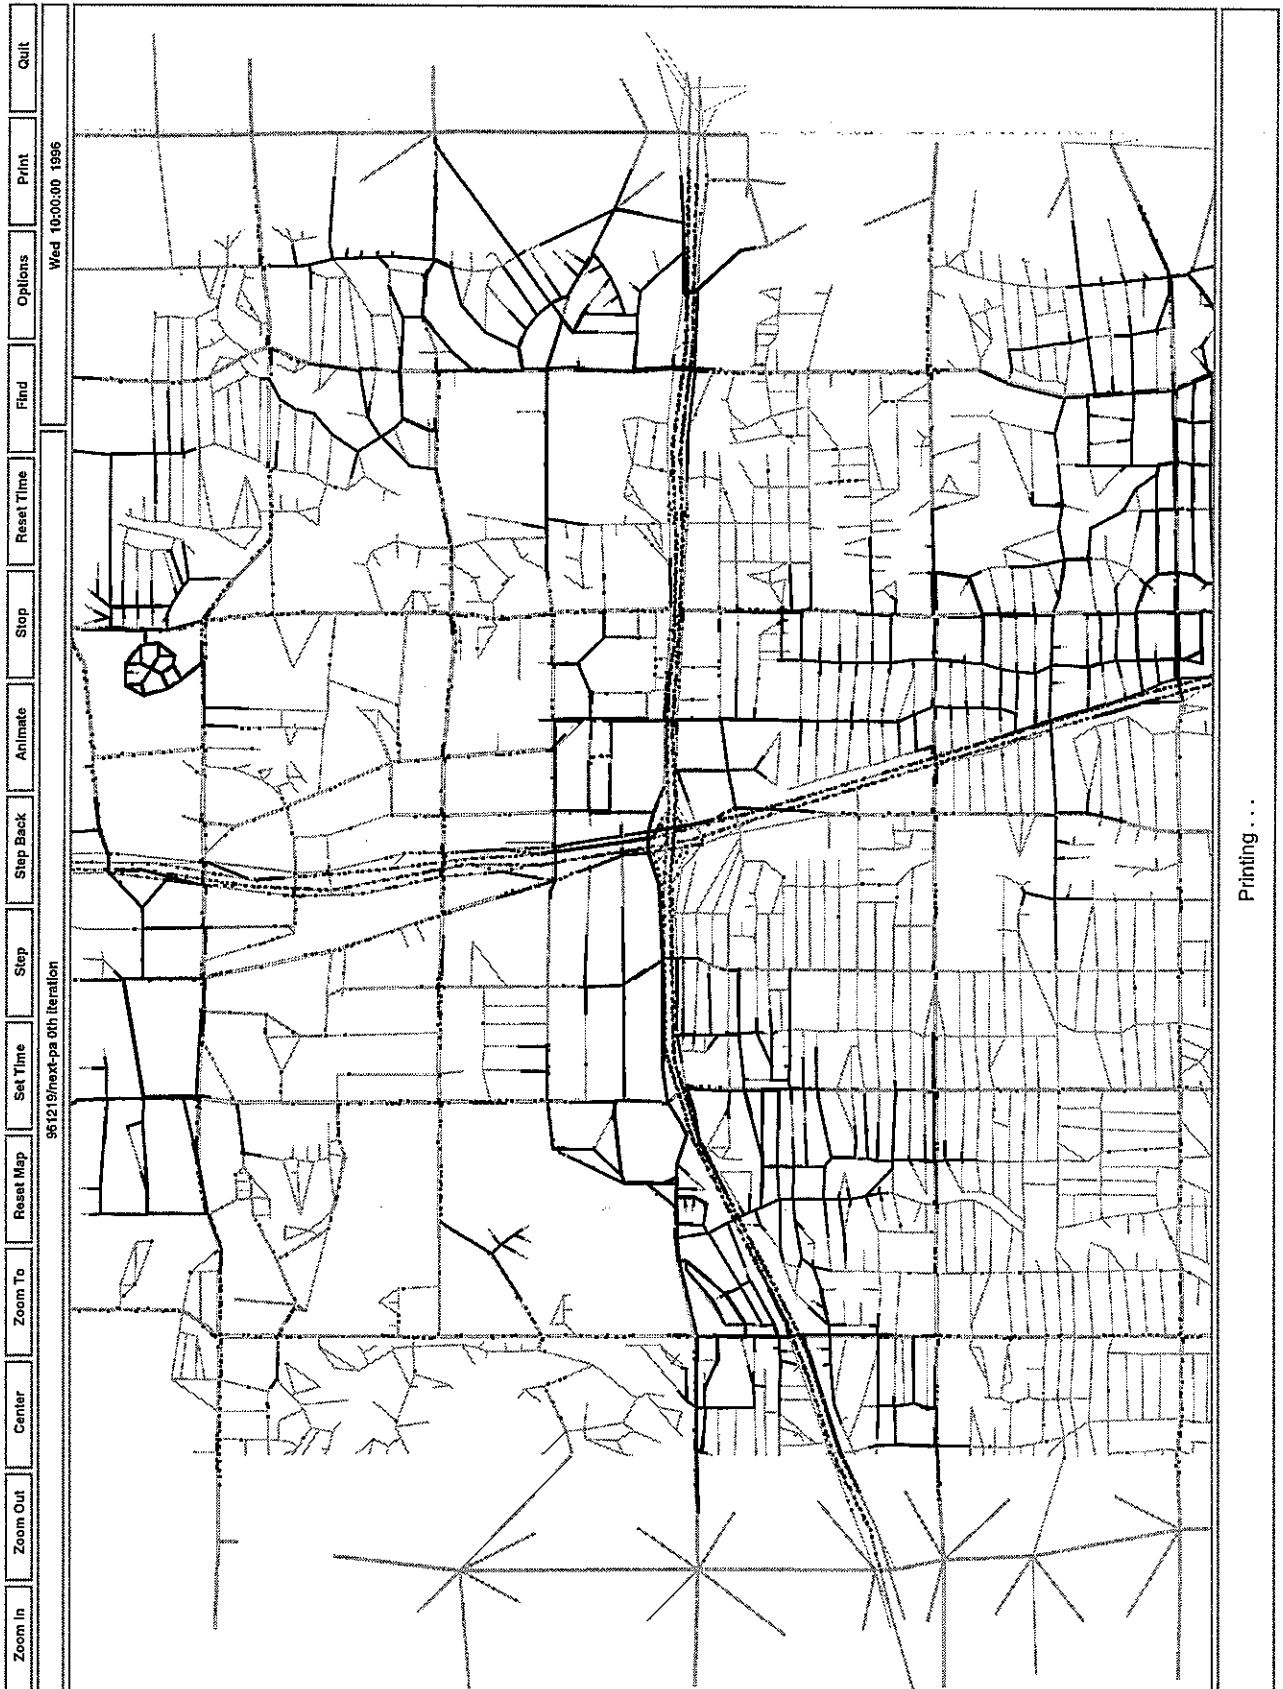 Zoom In Zoom Out Center Zoom To Reset Map Set Time Step Step Back Animate Stop Reset Time Find Options Print Quit
961219/next-pa 0th iteration Wed 10:00:00 1996
Printing . . .